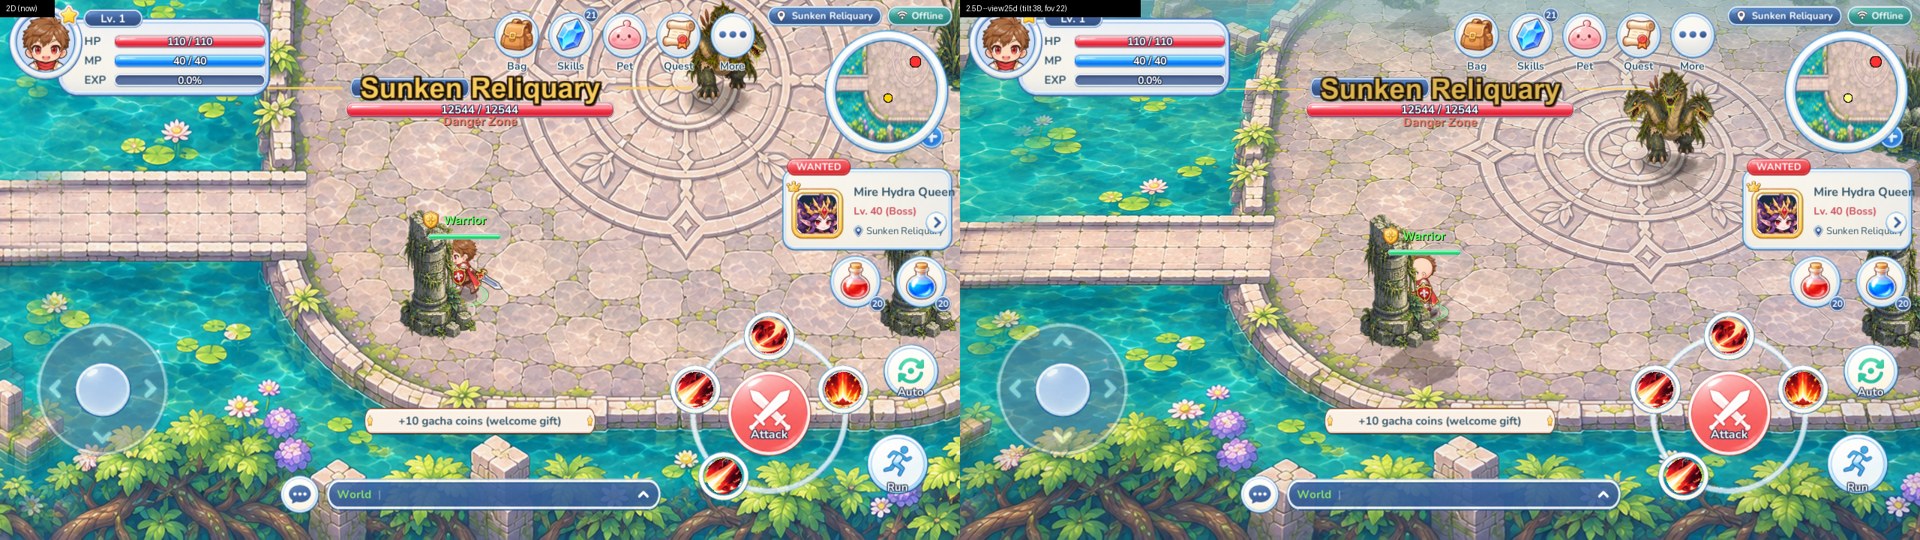 2D (now)
Lv. 1
HP 110 / 110
MP 40 / 40
EXP 0.0%
21
Bag Skills Pet Quest More
Sunken Reliquary
Offline
Sunken Reliquary
12544 / 12544
Danger Zone
WANTED
Mire Hydra Queen
Lv. 40 (Boss)
Sunken Reliquary
Warrior
20
20
Auto
Attack
+10 gacha coins (welcome gift)
Run
World
2.5D --view25d (tilt 38, fov 22)
Lv. 1
HP 110 / 110
MP 40 / 40
EXP 0.0%
21
Bag Skills Pet Quest More
Sunken Reliquary
Offline
Sunken Reliquary
12544 / 12544
Danger Zone
WANTED
Mire Hydra Queen
Lv. 40 (Boss)
Sunken Reliquary
Warrior
20
20
Auto
Attack
+10 gacha coins (welcome gift)
Run
World